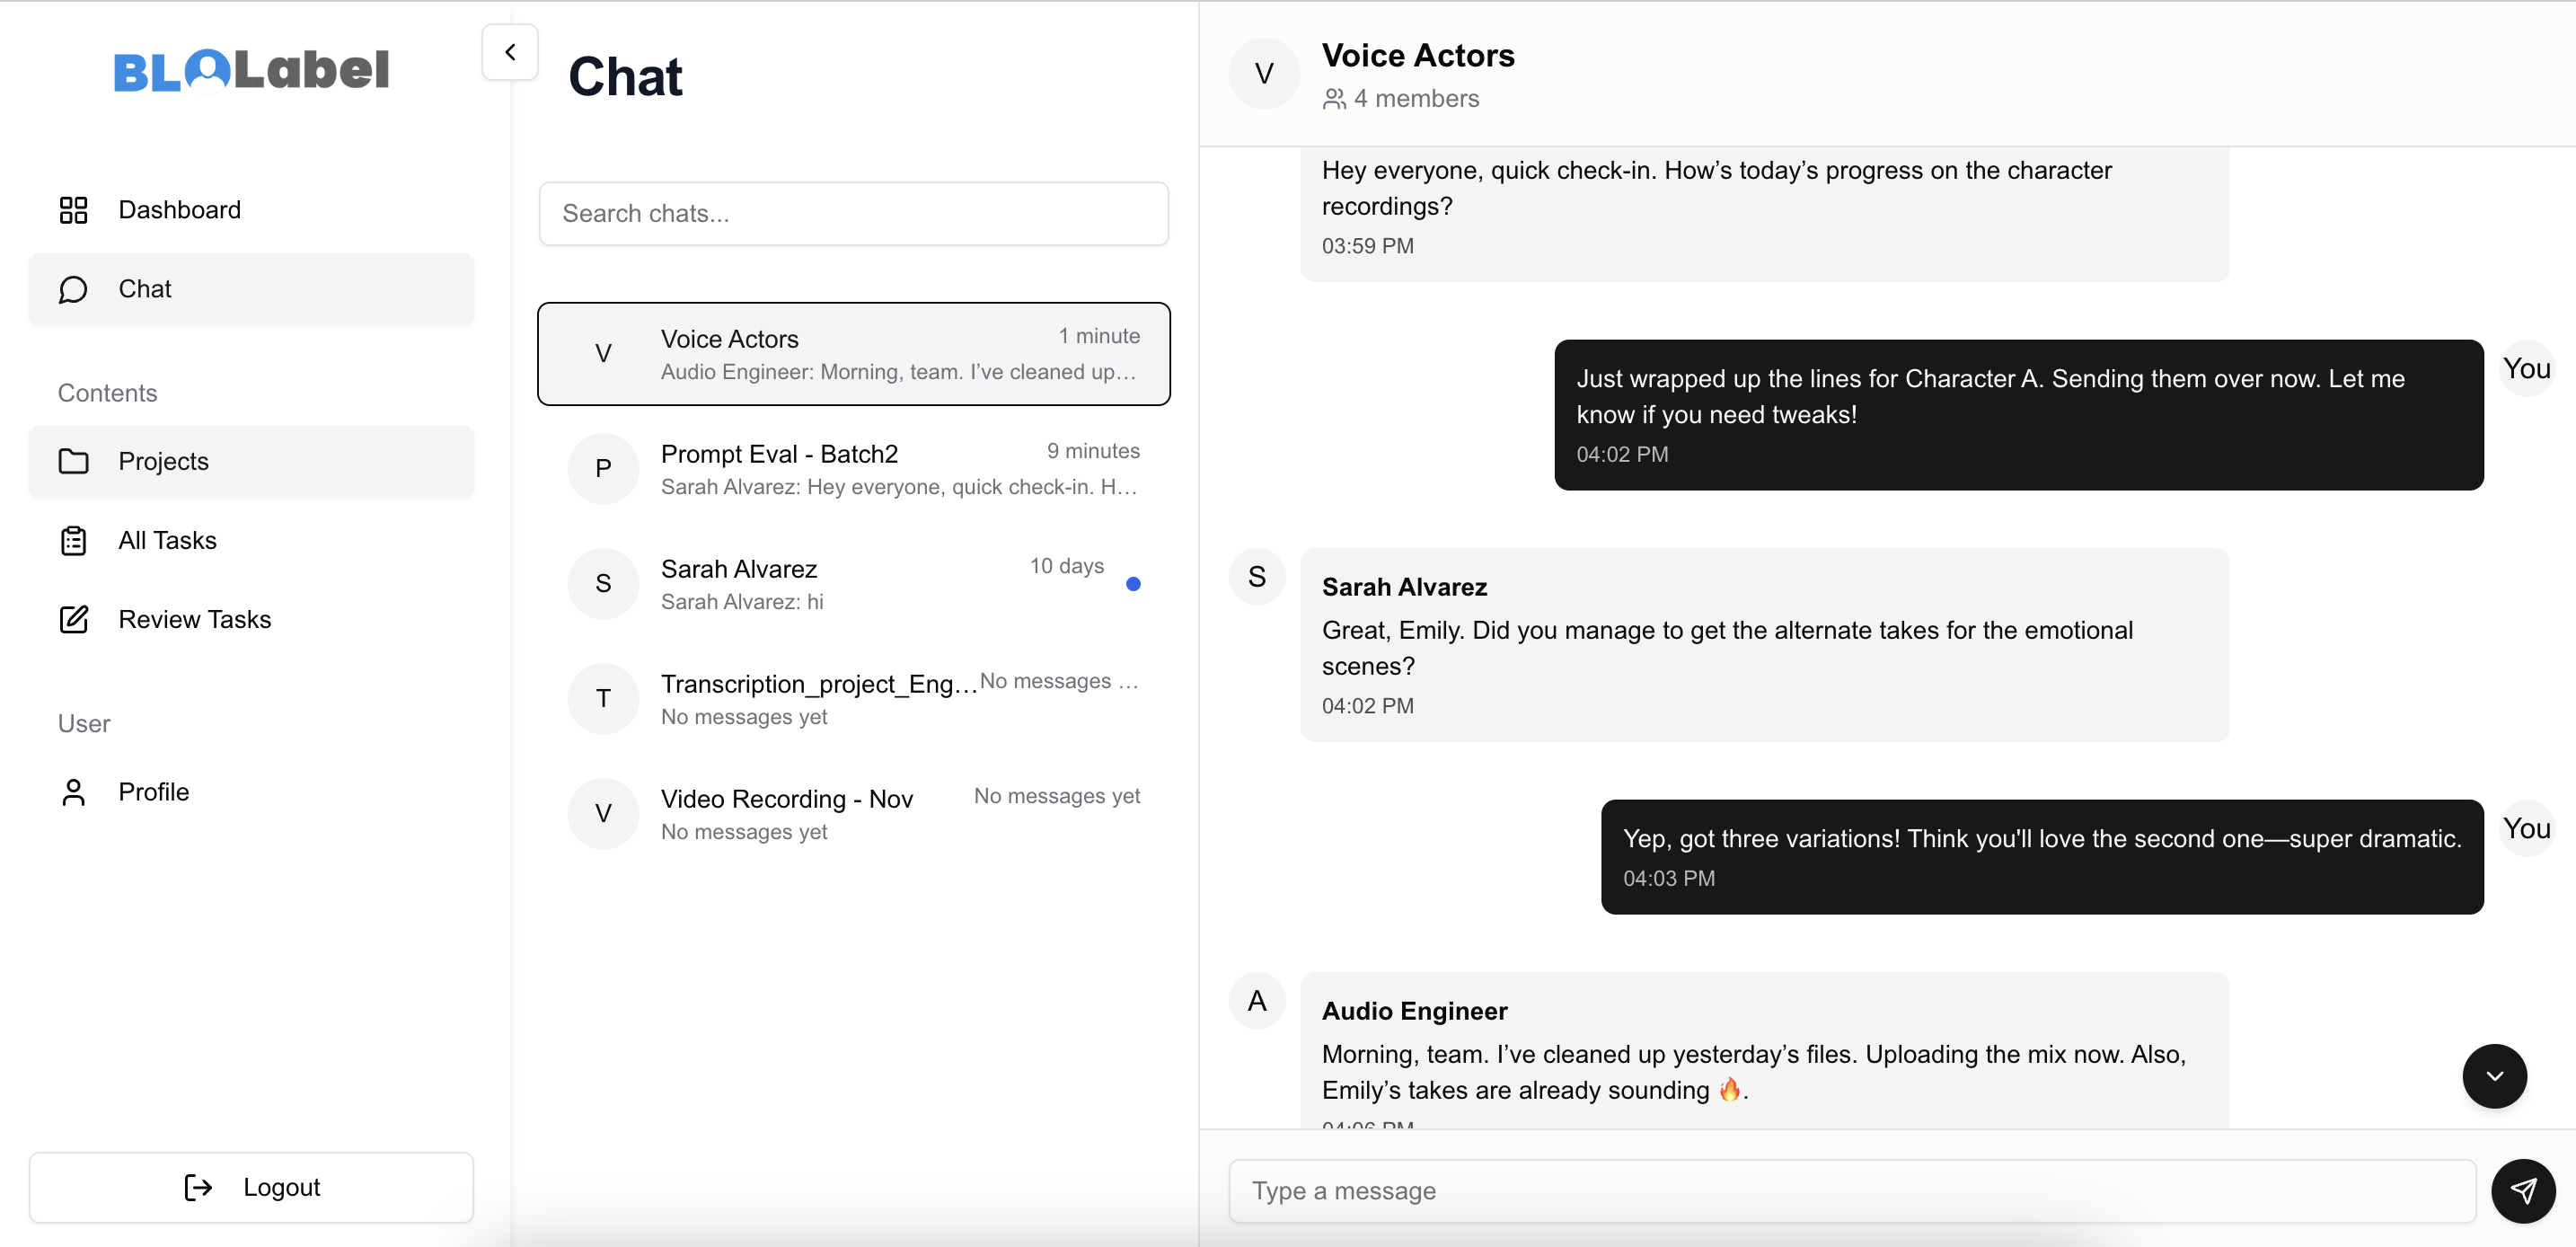 BLOLabel
Dashboard
Chat
Contents
Projects
All Tasks
Review Tasks
User
Profile
Logout
Chat
Search chats...
V
Voice Actors
1 minute
Audio Engineer: Morning, team. I’ve cleaned up…
P
Prompt Eval - Batch2
9 minutes
Sarah Alvarez: Hey everyone, quick check-in. H…
S
Sarah Alvarez
10 days
Sarah Alvarez: hi
T
Transcription_project_Eng…
No messages …
No messages yet
V
Video Recording - Nov
No messages yet
No messages yet
V
Voice Actors
4 members
Hey everyone, quick check-in. How’s today’s progress on the character
recordings?
03:59 PM
Just wrapped up the lines for Character A. Sending them over now. Let me
know if you need tweaks!
04:02 PM
You
S
Sarah Alvarez
Great, Emily. Did you manage to get the alternate takes for the emotional
scenes?
04:02 PM
Yep, got three variations! Think you'll love the second one—super dramatic.
04:03 PM
You
A
Audio Engineer
Morning, team. I’ve cleaned up yesterday’s files. Uploading the mix now. Also,
Emily’s takes are already sounding 🔥.
04:06 PM
Type a message